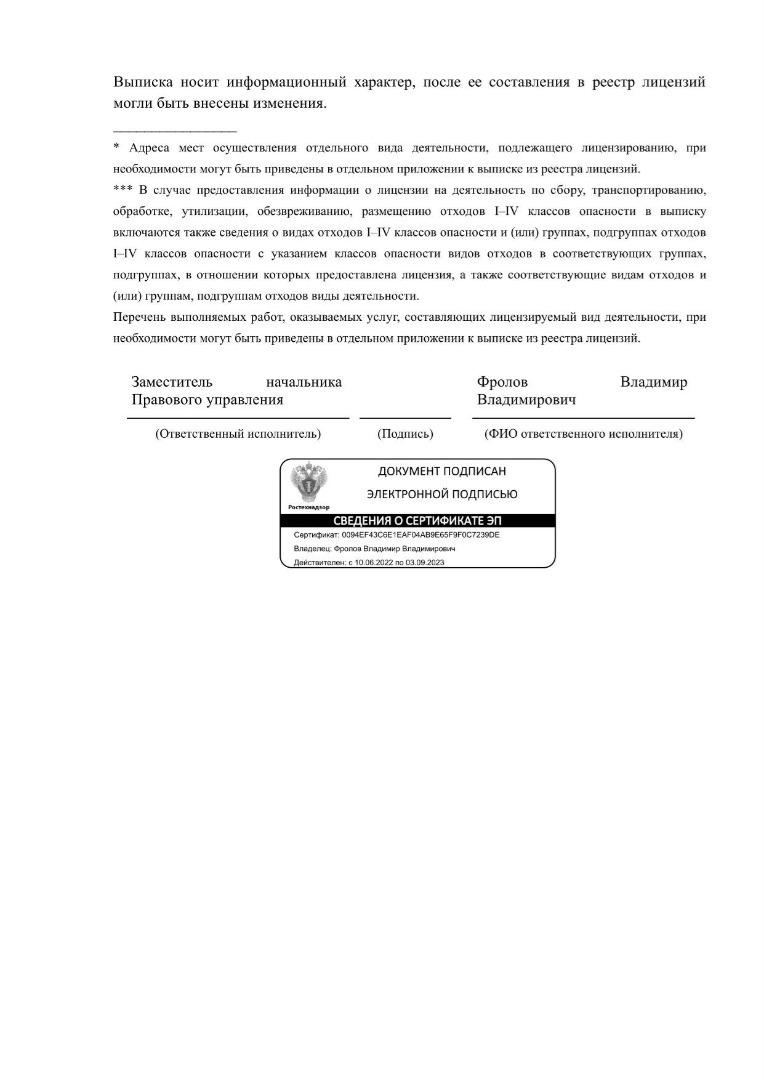 Выписка носит информационный характер, после ее составления в реестр лицензий
могли быть внесены изменения.
________________
* Адреса мест осуществления отдельного вида деятельности, подлежащего лицензированию, при
необходимости могут быть приведены в отдельном приложении к выписке из реестра лицензий.
*** В случае предоставления информации о лицензии на деятельность по сбору, транспортированию,
обработке, утилизации, обезвреживанию, размещению отходов I–IV классов опасности в выписку
включаются также сведения о видах отходов I–IV классов опасности и (или) группах, подгруппах отходов
I–IV классов опасности с указанием классов опасности видов отходов в соответствующих группах,
подгруппах, в отношении которых предоставлена лицензия, а также соответствующие видам отходов и
(или) группам, подгруппам отходов виды деятельности.
Перечень выполняемых работ, оказываемых услуг, составляющих лицензируемый вид деятельности, при
необходимости могут быть приведены в отдельном приложении к выписке из реестра лицензий.
Заместитель начальника Фролов Владимир
Правового управления Владимирович
(Ответственный исполнитель) (Подпись) (ФИО ответственного исполнителя)
ДОКУМЕНТ ПОДПИСАН
ЭЛЕКТРОННОЙ ПОДПИСЬЮ
Ростехнадзор
СВЕДЕНИЯ О СЕРТИФИКАТЕ ЭП
Сертификат: 0094EF43C6E1EAF04AB9E65F9F0C7239DE
Владелец: Фролов Владимир Владимирович
Действителен: с 10.06.2022 по 03.09.2023